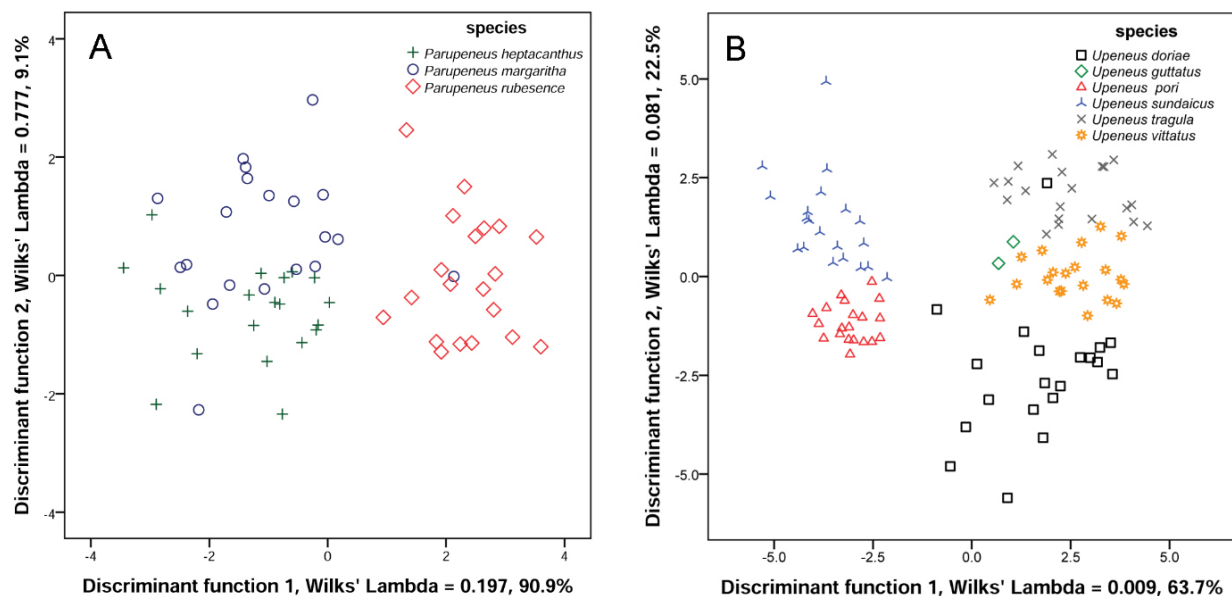 A
species
Parupeneus heptacanthus
Parupeneus margaritha
Parupeneus rubesence
Discriminant function 2, Wilks' Lambda = 0.777, 9.1%
4
2
0
-2
-4
-4
-2
0
2
4
Discriminant function 1, Wilks' Lambda = 0.197, 90.9%
B
species
Upeneus doriae
Upeneus guttatus
Upeneus pori
Upeneus sundaicus
Upeneus tragula
Upeneus vittatus
Discriminant function 2, Wilks' Lambda = 0.081, 22.5%
5.0
2.5
0.0
-2.5
-5.0
-5.0
-2.5
0.0
2.5
5.0
Discriminant function 1, Wilks' Lambda = 0.009, 63.7%